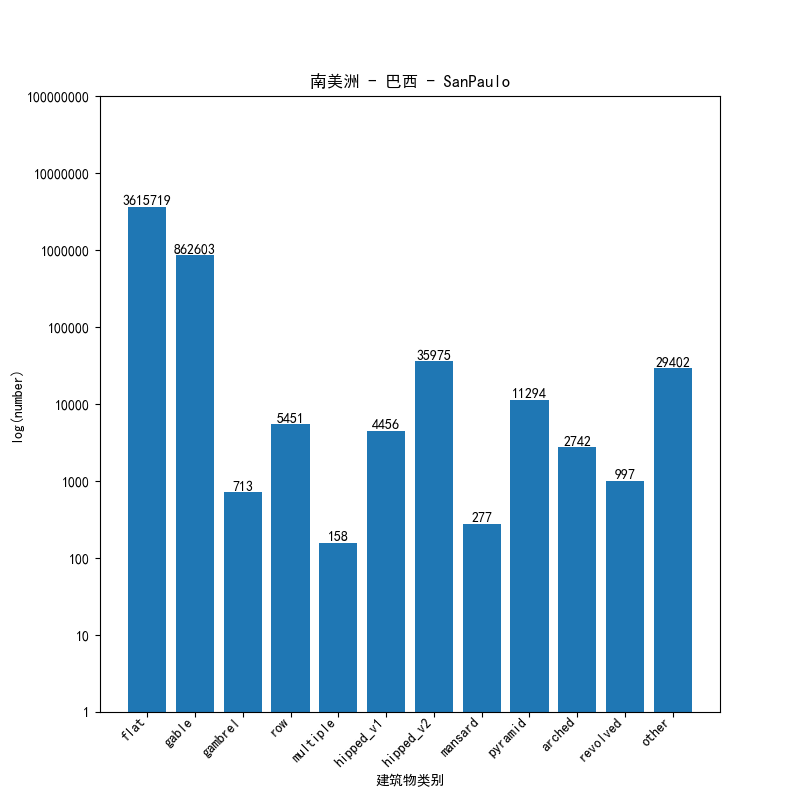 南美洲 - 巴西 - SanPaulo
100000000
10000000
1000000
100000
10000
1000
100
10
1
log(number)
3615719
862603
713
5451
158
4456
35975
277
11294
2742
997
29402
flat
gable
gambrel
row
multiple
hipped_v1
hipped_v2
mansard
pyramid
arched
revolved
other
建筑物类别